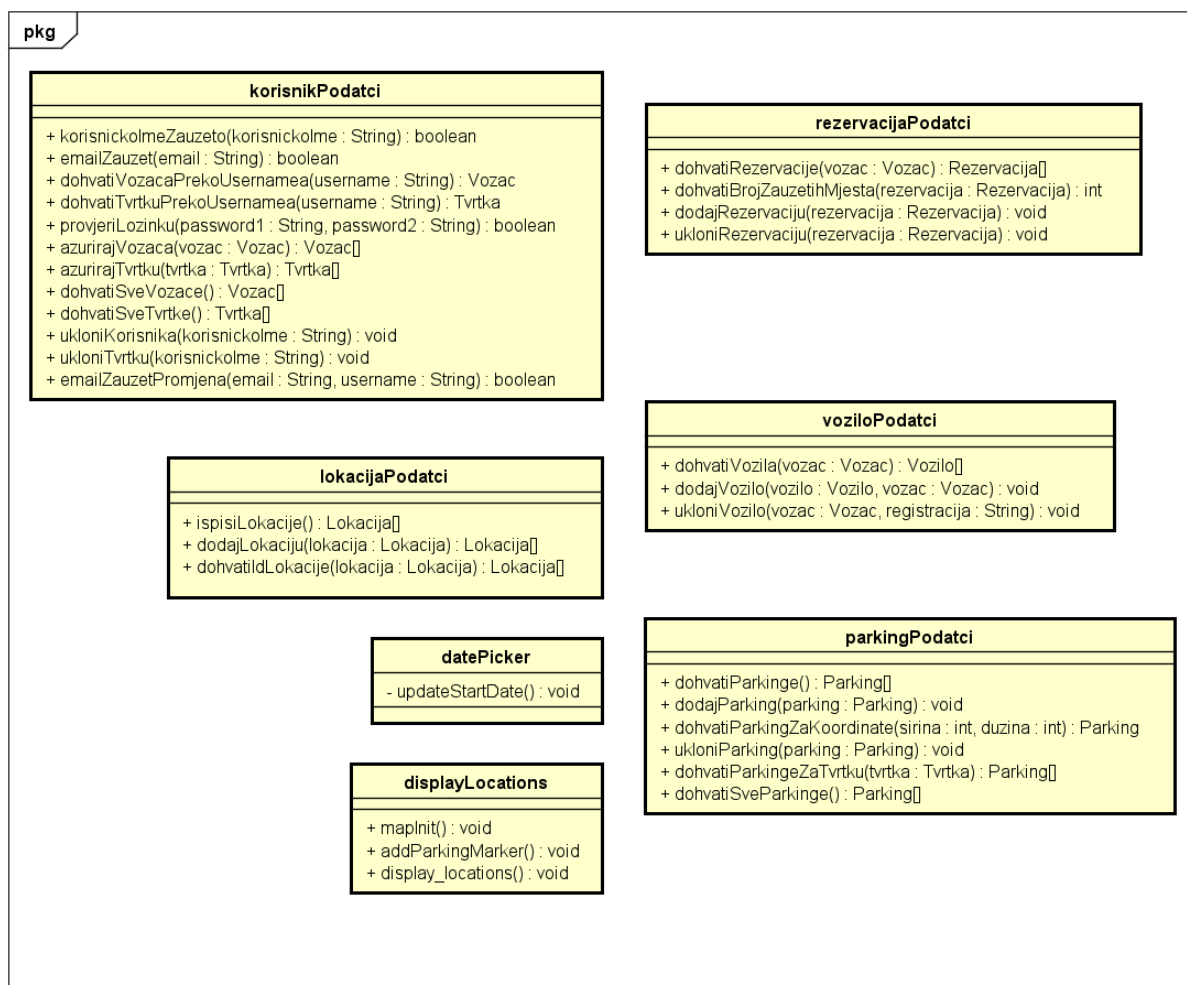 pkg
korisnikPodatci
+ korisnickoImeZauzeto(korisnickoIme : String) : boolean
+ emailZauzet(email : String) : boolean
+ dohvatiVozacaPrekoUsernamea(username : String) : Vozac
+ dohvatiTvrtkuPrekoUsernamea(username : String) : Tvrtka
+ provjeriLozinku(password1 : String, password2 : String) : boolean
+ azurirajVozaca(vozac : Vozac) : Vozac[]
+ azurirajTvrtku(tvrtka : Tvrtka) : Tvrtka[]
+ dohvatiSveVozace() : Vozac[]
+ dohvatiSveTvrtke() : Tvrtka[]
+ ukloniKorisnika(korisnickoIme : String) : void
+ ukloniTvrtku(korisnickoIme : String) : void
+ emailZauzetPromjena(email : String, username : String) : boolean
rezervacijaPodatci
+ dohvatiRezervacije(vozac : Vozac) : Rezervacija[]
+ dohvatiBrojZauzetihMjesta(rezervacija : Rezervacija) : int
+ dodajRezervaciju(rezervacija : Rezervacija) : void
+ ukloniRezervaciju(rezervacija : Rezervacija) : void
lokacijaPodatci
+ ispisiLokacije() : Lokacija[]
+ dodajLokaciju(lokacija : Lokacija) : Lokacija[]
+ dohvatiIdLokacije(lokacija : Lokacija) : Lokacija[]
voziloPodatci
+ dohvatiVozila(vozac : Vozac) : Vozilo[]
+ dodajVozilo(vozilo : Vozilo, vozac : Vozac) : void
+ ukloniVozilo(vozac : Vozac, registracija : String) : void
datePicker
- updateStartDate() : void
parkingPodatci
+ dohvatiParkinge() : Parking[]
+ dodajParking(parking : Parking) : void
+ dohvatiParkingZaKoordinate(sirina : int, duzina : int) : Parking
+ ukloniParking(parking : Parking) : void
+ dohvatiParkingeZaTvrtku(tvrtka : Tvrtka) : Parking[]
+ dohvatiSveParkinge() : Parking[]
displayLocations
+ mapInit() : void
+ addParkingMarker() : void
+ display_locations() : void